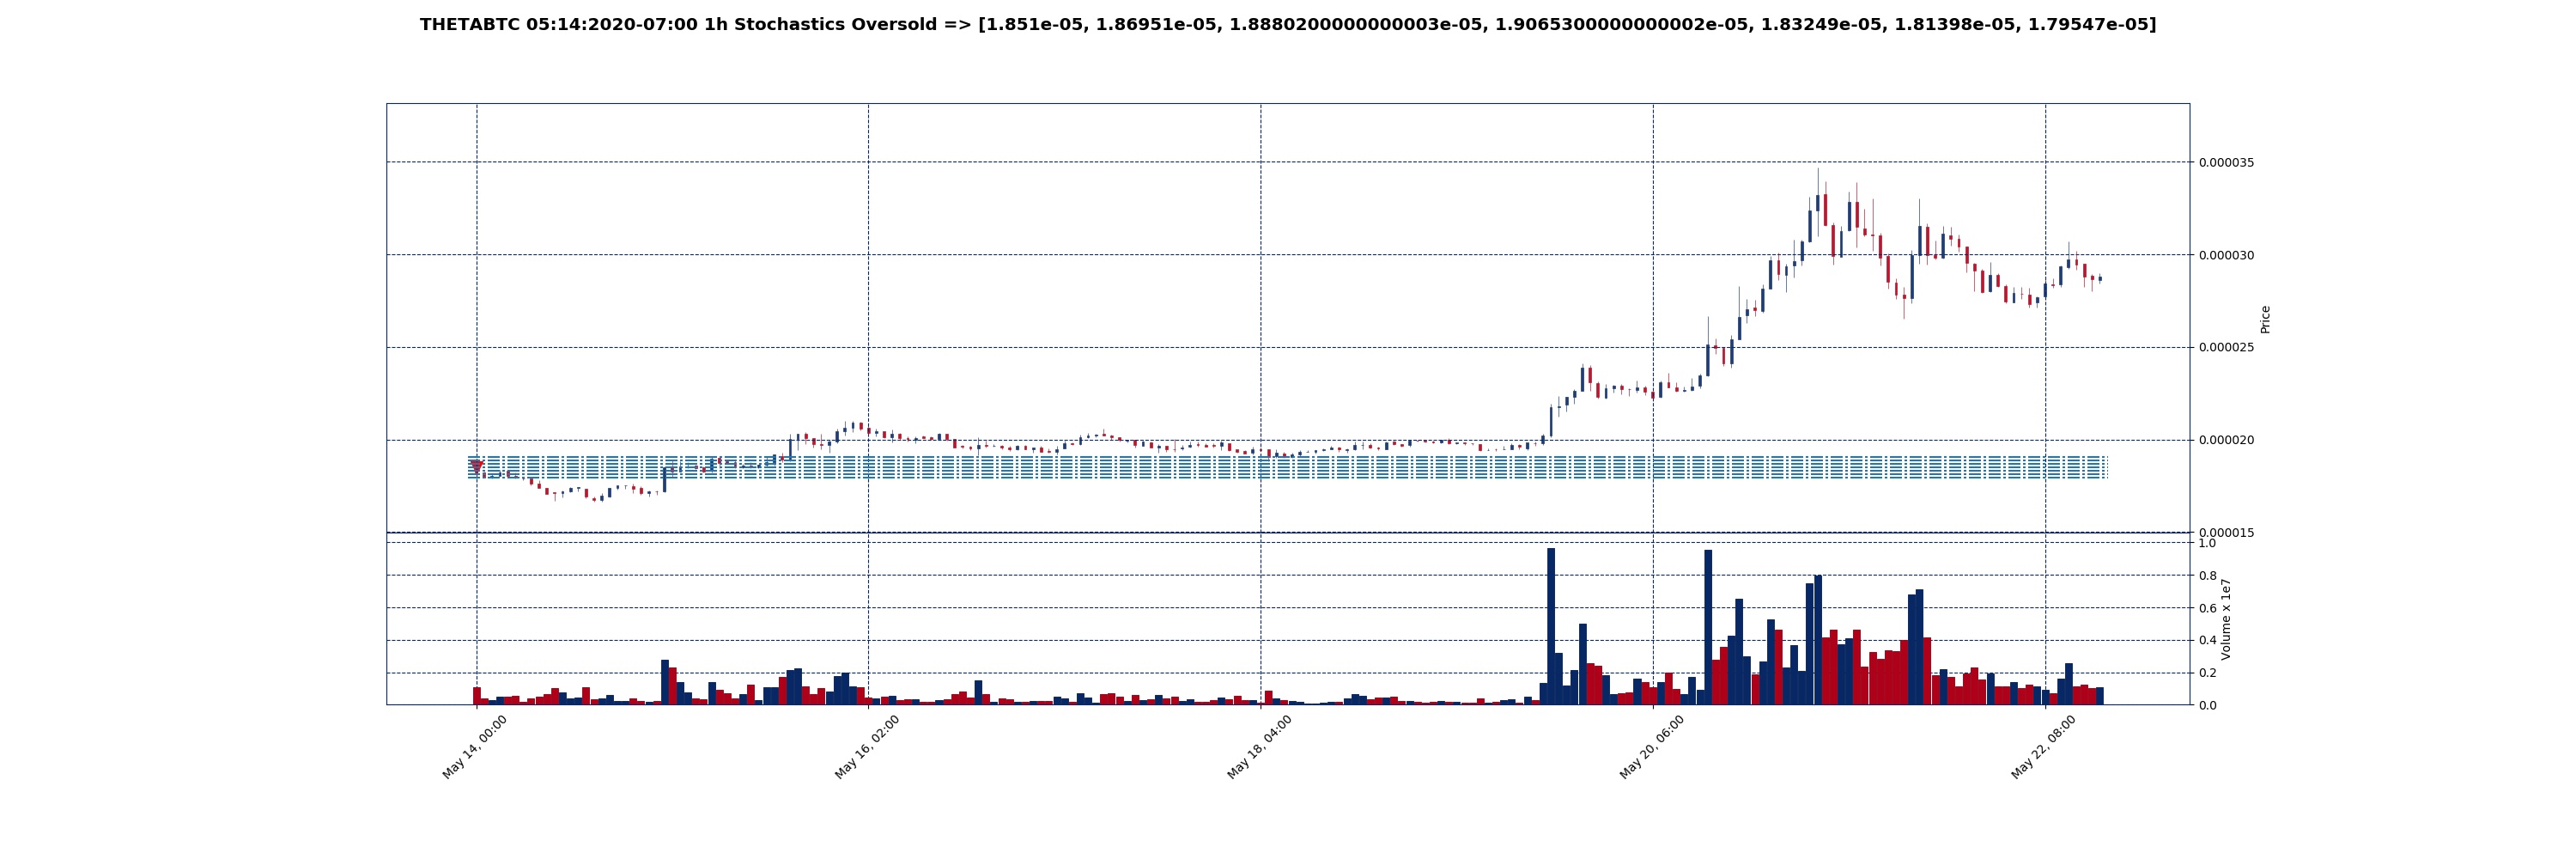 THETABTC 05:14:2020-07:00 1h Stochastics Oversold => [1.851e-05, 1.86951e-05, 1.8880200000000003e-05, 1.9065300000000002e-05, 1.83249e-05, 1.81398e-05, 1.79547e-05]
0.000035
0.000030
Price
0.000025
0.000020
0.000015
1.0
0.8
0.6
Volume x 1e7
0.4
0.2
0.0
May 14, 00:00
May 16, 02:00
May 18, 04:00
May 20, 06:00
May 22, 08:00